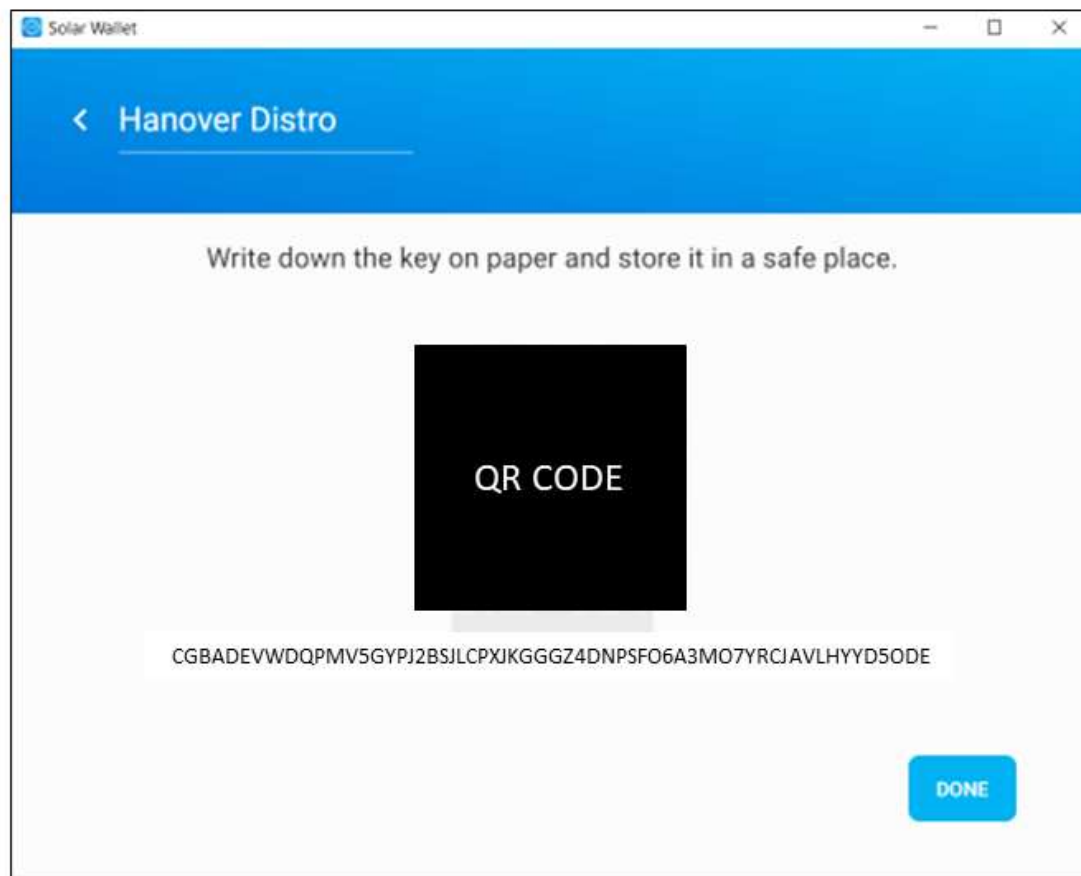 Solar Wallet
Hanover Distro
Write down the key on paper and store it in a safe place.
QR CODE
CGBADEVWDQPMV5GYPJ2BSJLCPXJKGGGZ4DNPSFO6A3MO7YRCJAVLHYYD5ODE
DONE